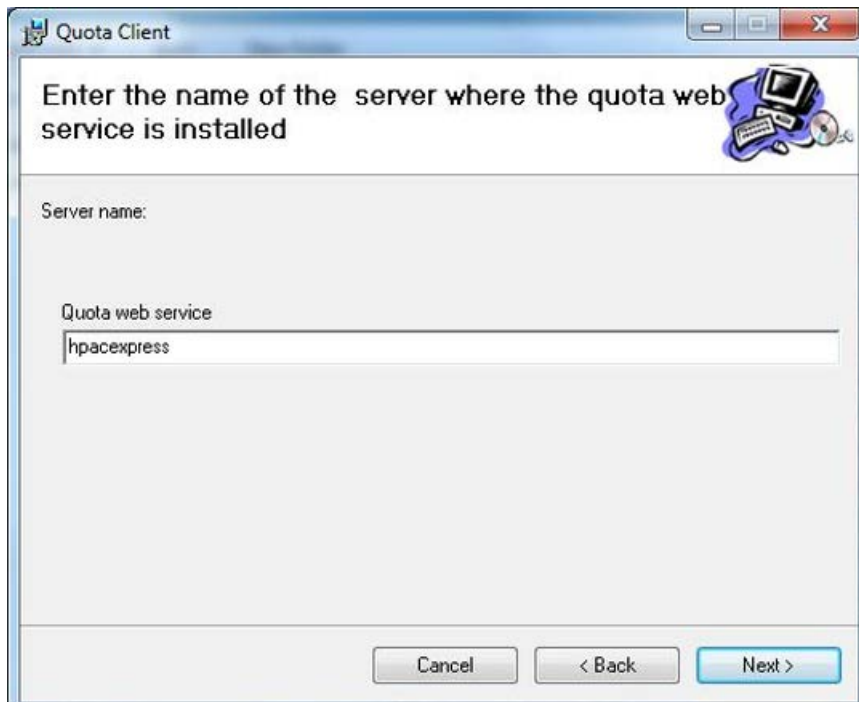 Quota Client
Enter the name of the  server where the quota web
service is installed
Server name:
Quota web service
hpacexpress
Cancel
< Back
Next >